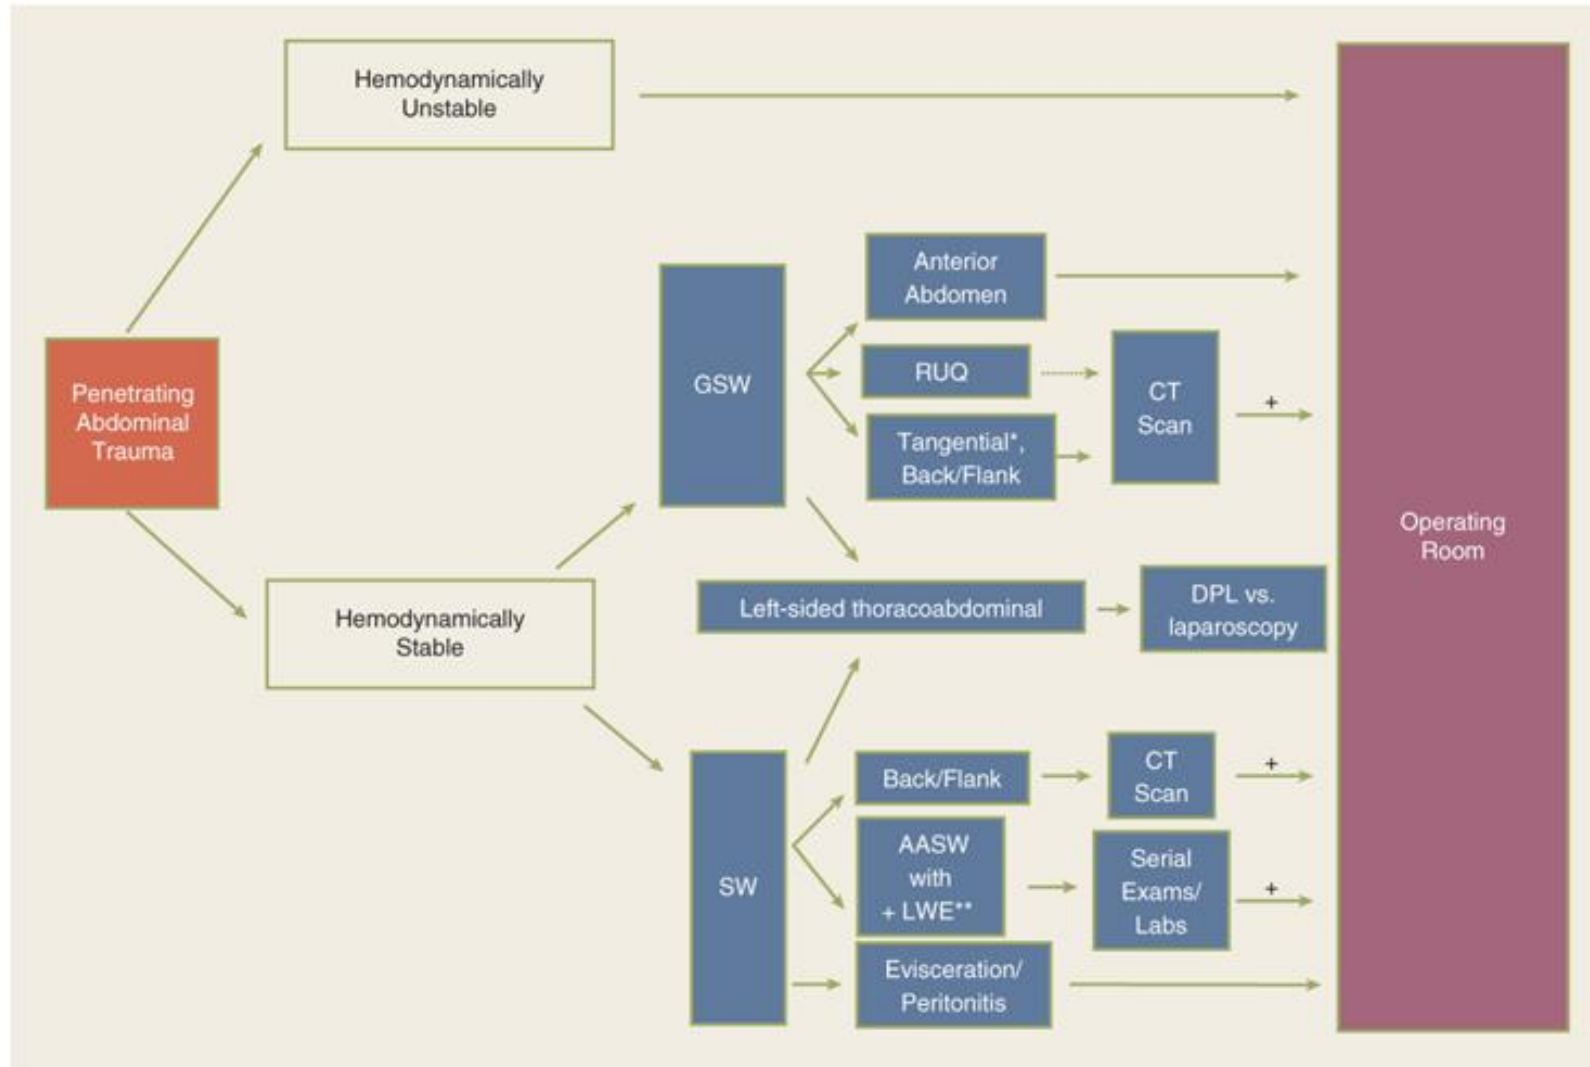 Hemodynamically
Unstable
Penetrating
Abdominal
Trauma
Hemodynamically
Stable
GSW
Anterior
Abdomen
RUQ
Tangential*,
Back/Flank
CT
Scan
+
Left-sided thoracoabdominal
DPL vs.
laparoscopy
SW
Back/Flank
CT
Scan
+
AASW
with
+ LWE**
Serial
Exams/
Labs
+
Evisceration/
Peritonitis
Operating
Room